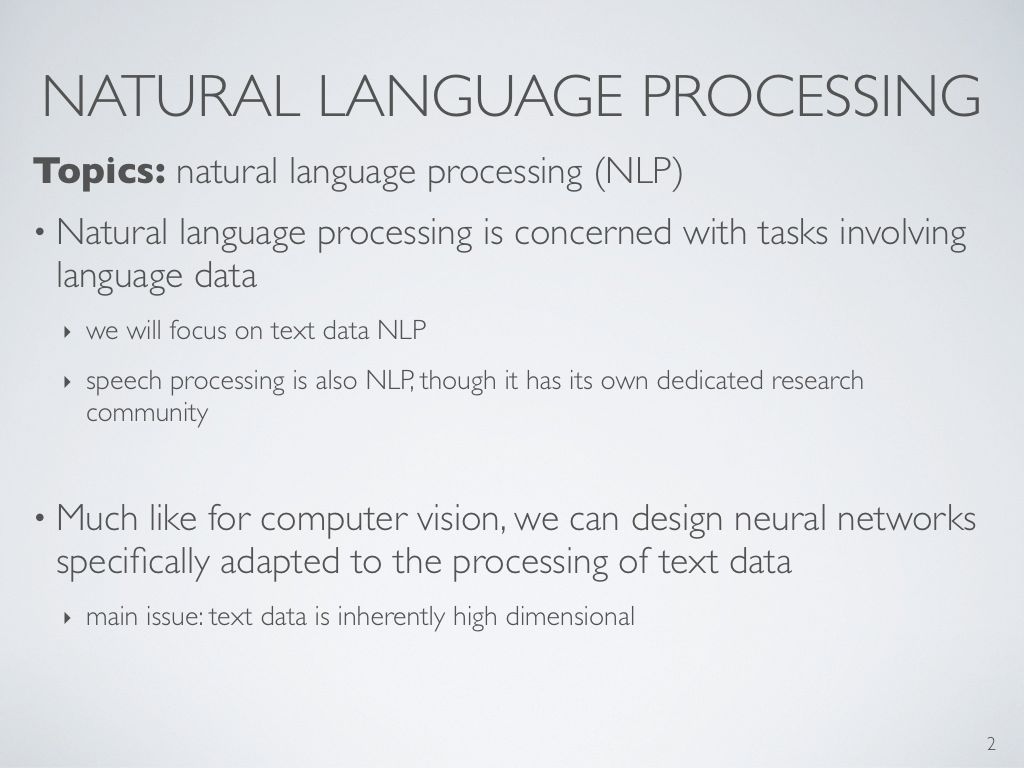 NATURAL LANGUAGE PROCESSING
Topics: natural language processing (NLP)
• Natural language processing is concerned with tasks involving
language data
‣ we will focus on text data NLP
‣ speech processing is also NLP, though it has its own dedicated research
community
• Much like for computer vision, we can design neural networks
specifically adapted to the processing of text data
‣ main issue: text data is inherently high dimensional
2